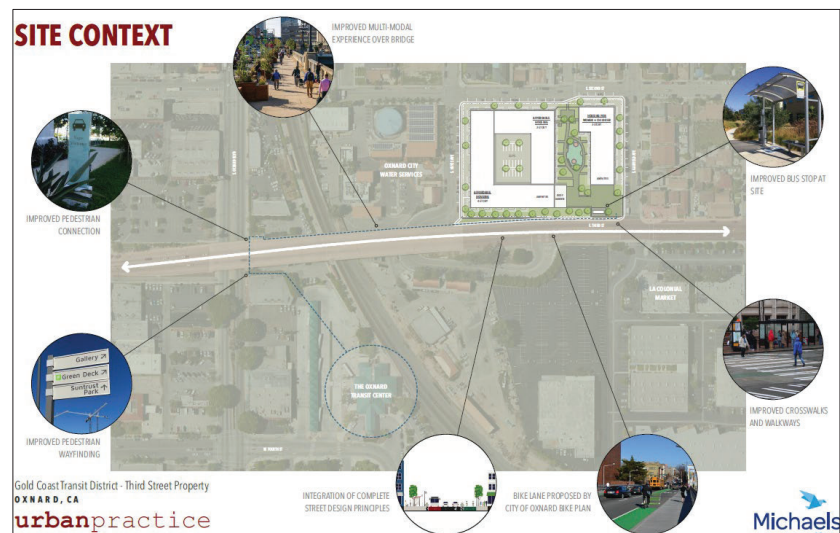 SITE CONTEXT
IMPROVED MULTI-MODAL
EXPERIENCE OVER BRIDGE
OXNARD CITY
WATER SERVICES
IMPROVED BUS STOP AT
SITE
IMPROVED PEDESTRIAN
CONNECTION
LA COLONIAL
MARKET
Gallery
Green Deck
Suntrust
Park
IMPROVED PEDESTRIAN
WAYFINDING
THE OXNARD
TRANSIT CENTER
IMPROVED CROSSWALKS
AND WALKWAYS
INTEGRATION OF COMPLETE
STREET DESIGN PRINCIPLES
BIKE LANE PROPOSED BY
CITY OF OXNARD BIKE PLAN
Gold Coast Transit District - Third Street Property
OXNARD, CA
urbanpractice
Michaels